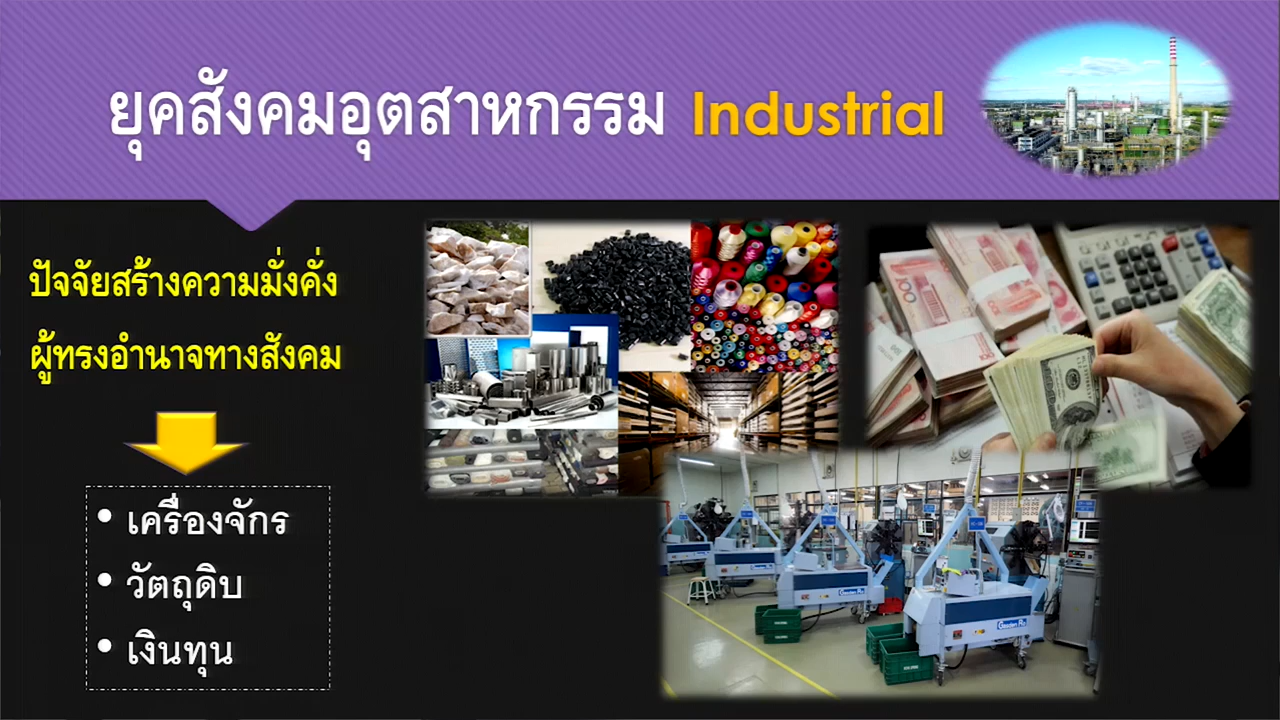 ยุคสังคมอุตสาหกรรม Industrial
ปัจจัยสร้างความมั่งคั่ง
ผู้ทรงอำนาจทางสังคม
• เครื่องจักร
• วัตถุดิบ
• เงินทุน